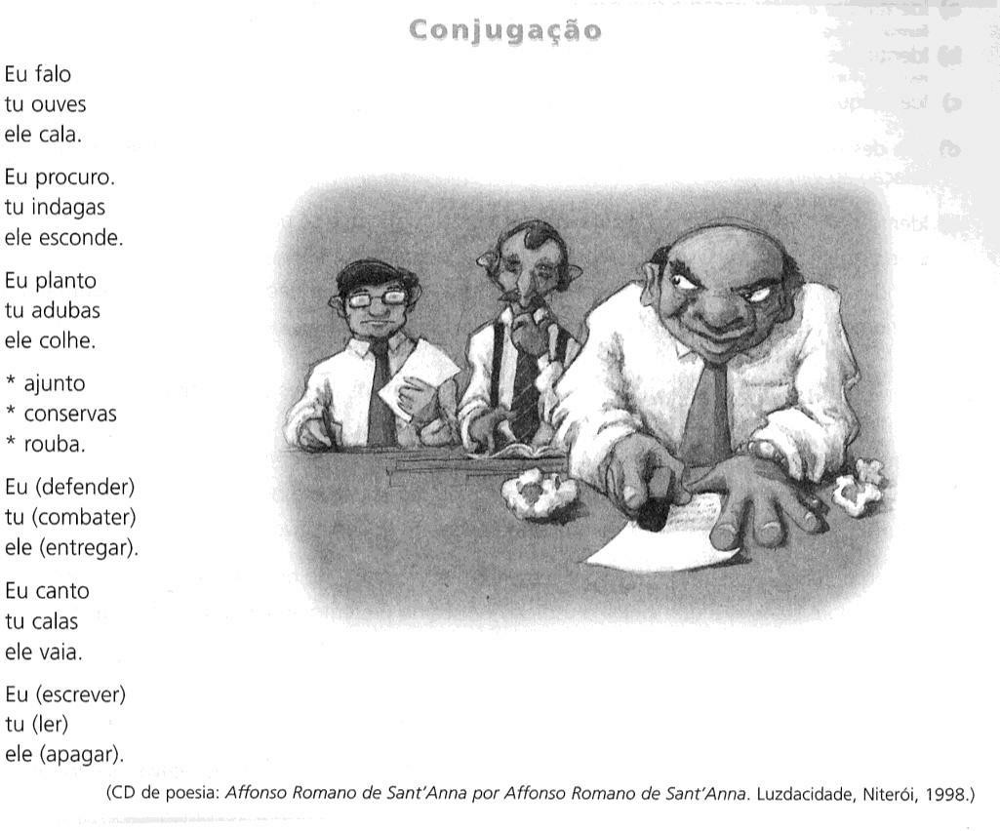 Conjugação
Eu falo
tu ouves
ele cala.
Eu procuro.
tu indagas
ele esconde.
Eu planto
tu adubas
ele colhe.
* ajunto
* conservas
* rouba.
Eu (defender)
tu (combater)
ele (entregar).
Eu canto
tu calas
ele vaia.
Eu (escrever)
tu (ler)
ele (apagar).
(CD de poesia: Affonso Romano de Sant'Anna por Affonso Romano de Sant'Anna. Luzdacidade, Niterói, 1998.)